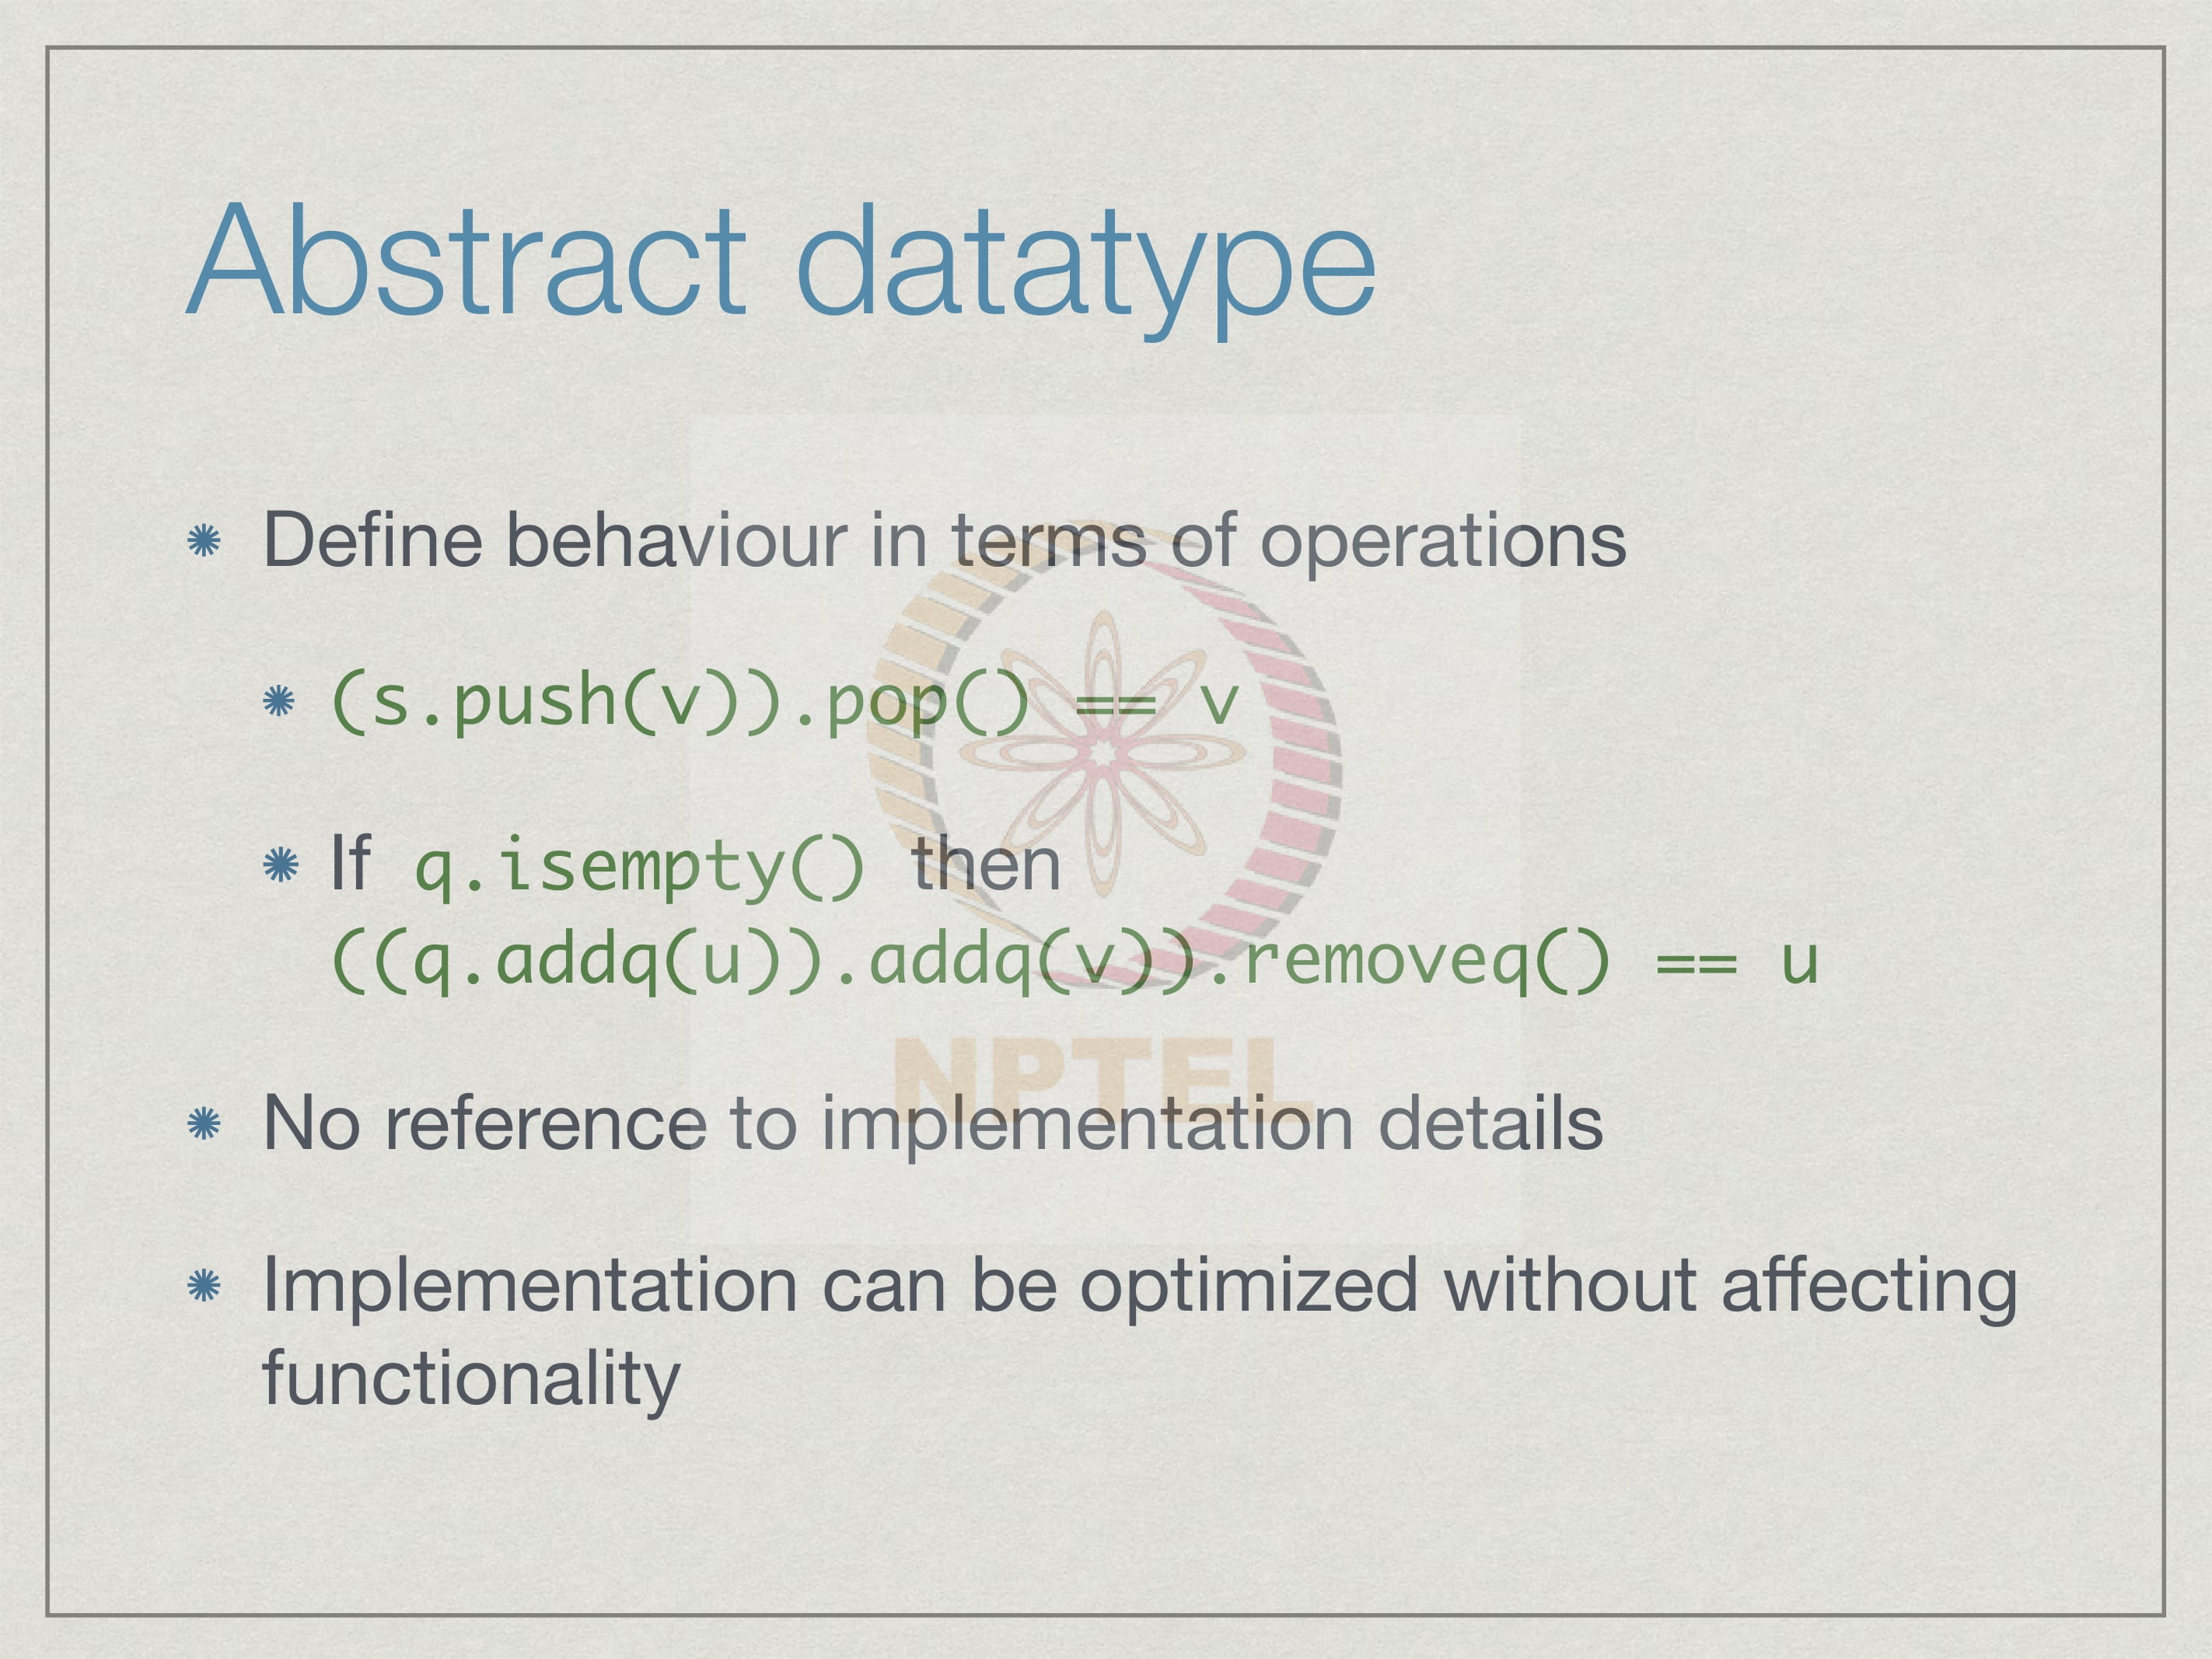 Abstract datatype
Define behaviour in terms of operations
(s.push(v)).pop() == v
If q.isempty() then
((q.addq(u)).addq(v)).removeq() == u
NPTEL
No reference to implementation details
Implementation can be optimized without affecting
functionality